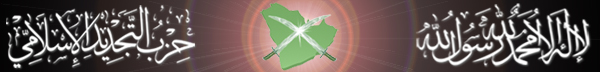 لا إله إلا الله محمد رسول الله
حزب التجديد الإسلامي